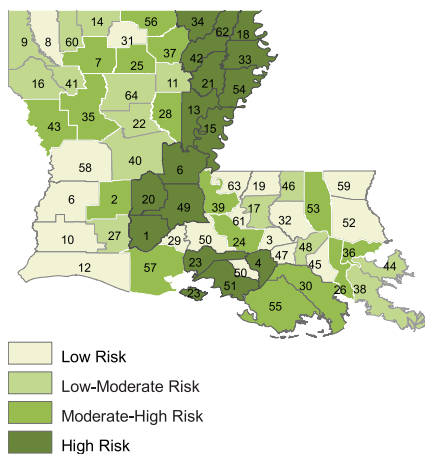 56 34 18
14 62
9 8 60 31
37 42 33
7 25
16 41 11 21 54
64
43 35 22 28 13
15
40
58 6
63 19 46 59
6 2 20 49 39 17 53
61 32 52
10 27 1 29 50 24 3 48 36
47
12 57 23 50 4 45 44
51 30 26 38
23
55
Low Risk
Low-Moderate Risk
Moderate-High Risk
High Risk